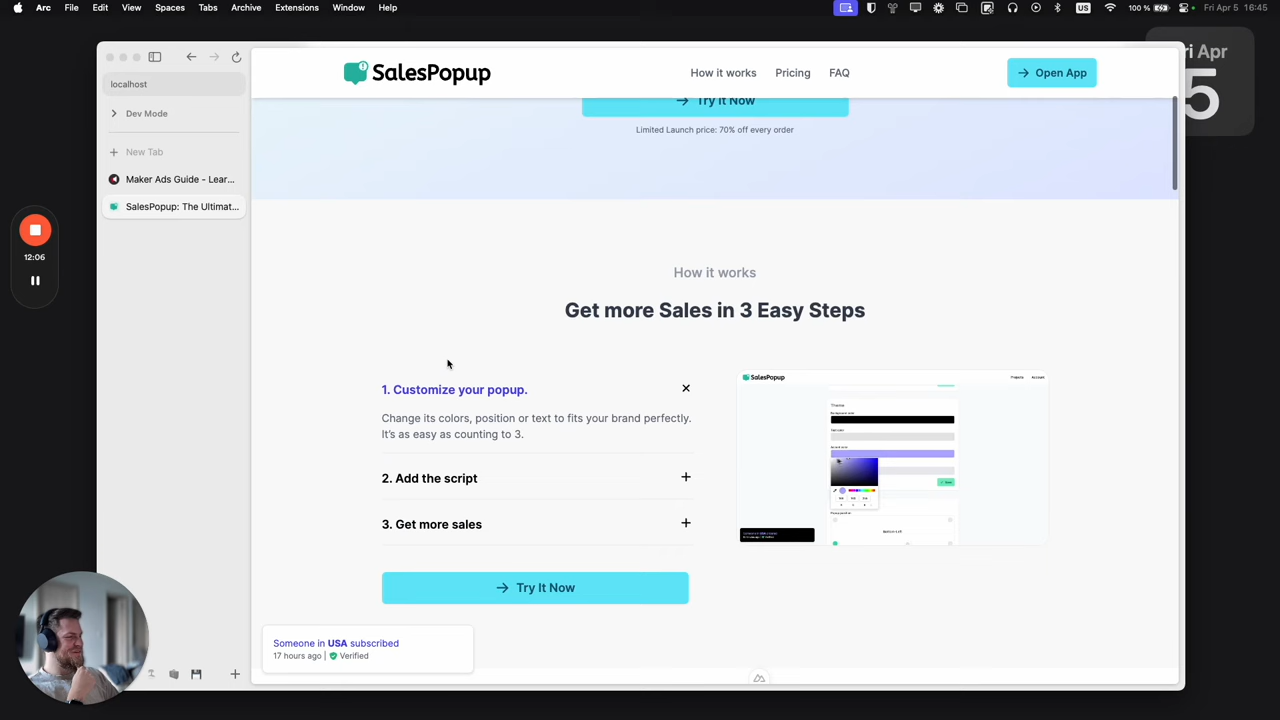 Arc File Edit View Spaces Tabs Archive Extensions Window Help US 100 % Fri Apr 5 16:45
Apr
5
localhost
Dev Mode
New Tab
Maker Ads Guide - Lear...
SalesPopup: The Ultimat...
12:06
SalesPopup
How it works Pricing FAQ
Open App
Try It Now
Limited Launch price: 70% off every order
How it works
Get more Sales in 3 Easy Steps
1. Customize your popup.
Change its colors, position or text to fits your brand perfectly.
It's as easy as counting to 3.
2. Add the script
3. Get more sales
Try It Now
SalesPopup
Account
Theme
Someone in USA subscribed
17 hours ago | Verified